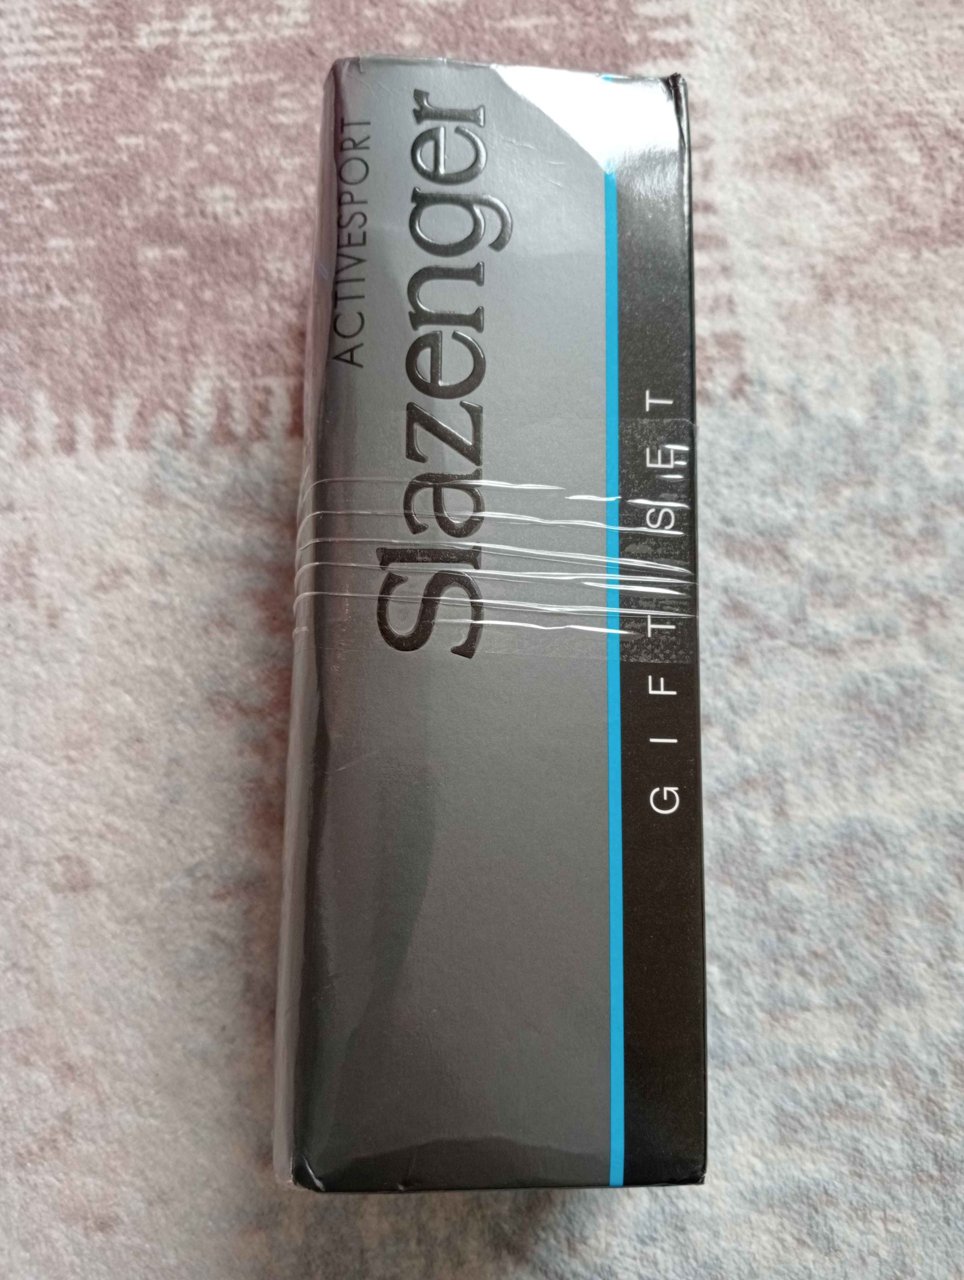 ACTIVESPORT
Slazenger
GIFT SET